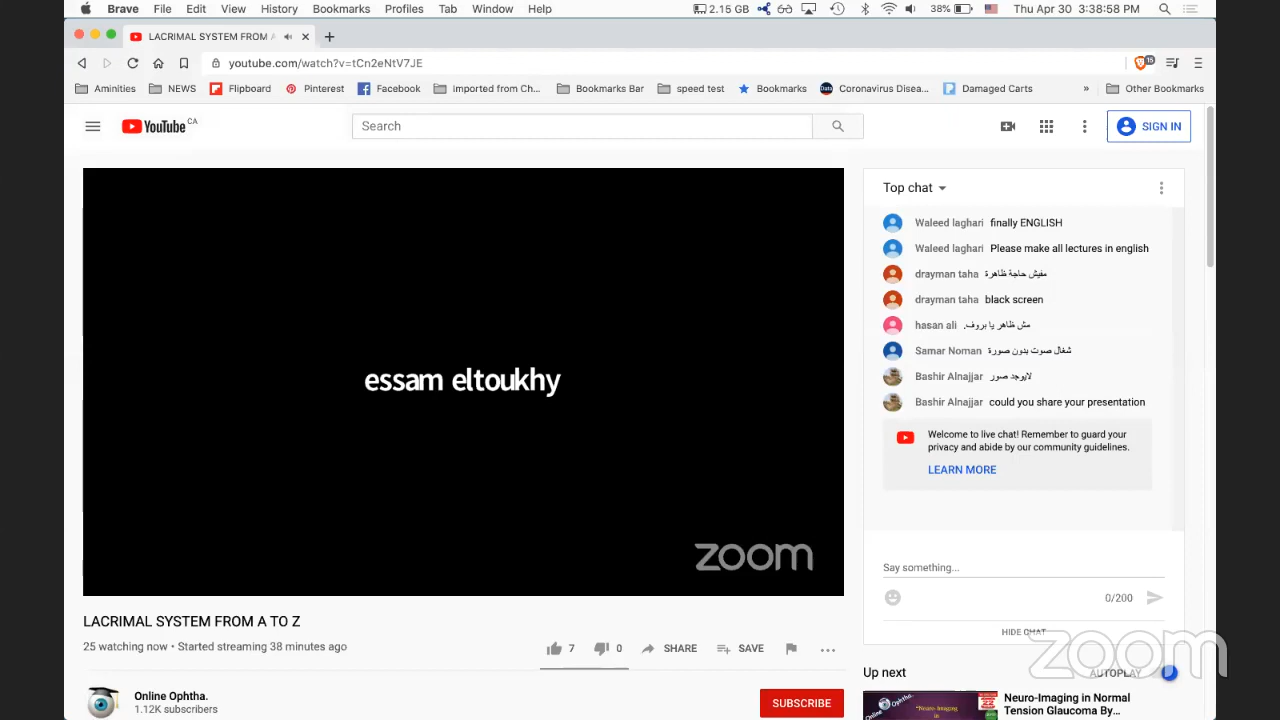 Brave File Edit View History Bookmarks Profiles Tab Window Help 2.15 GB 38% Thu Apr 30 3:38:58 PM
LACRIMAL SYSTEM FROM A
youtube.com/watch?v=tCn2eNtV7JE 15
Aminities NEWS Flipboard Pinterest Facebook Imported from Ch... Bookmarks Bar speed test Bookmarks Coronavirus Disea... Damaged Carts » Other Bookmarks
YouTube CA Search SIGN IN
essam eltoukhy
zoom
LACRIMAL SYSTEM FROM A TO Z
25 watching now • Started streaming 38 minutes ago
7 0 SHARE SAVE
Online Ophtha.
1.12K subscribers
SUBSCRIBE
Top chat
Waleed laghari finally ENGLISH
Waleed laghari Please make all lectures in english
drayman taha مفيش حاجة ظاهرة
drayman taha black screen
hasan ali مش ظاهر يا بروف.
Samar Noman شغال صوت بدون صورة
Bashir Alnajjar لايوجد صور
Bashir Alnajjar could you share your presentation
Welcome to live chat! Remember to guard your
privacy and abide by our community guidelines.
LEARN MORE
Say something...
0/200
HIDE CHAT
zoom
Up next AUTOPLAY
Online Ophtha.
"Neuro-Imaging
in
Neuro-Imaging in Normal
Tension Glaucoma By...